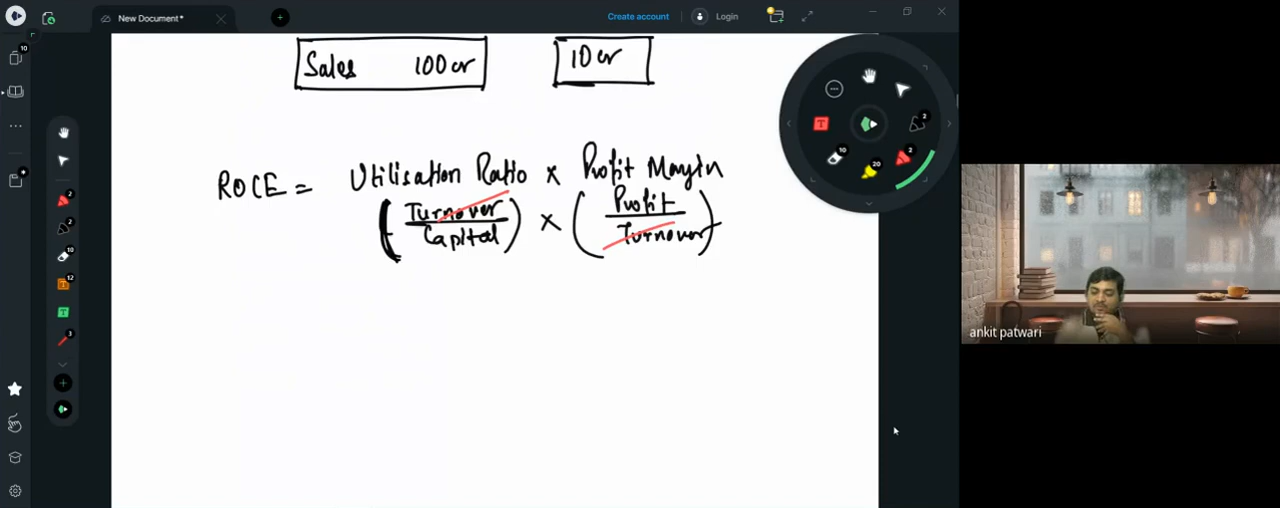 New Document*
Create account
Login
Sales 100 cr 10 cr
ROCE = Utilisation Ratio × Profit Margin
(Turnover/Capital) × (Profit/Turnover)
ankit patwari